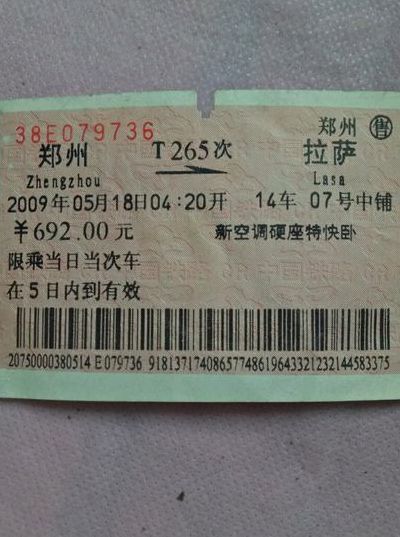 38E079736 郑州 售
郑州 T265次 拉萨
Zhengzhou Lasa
2009年05月18日04:20开 14车 07号中铺
￥692.00元 新空调硬座特快卧
限乘当日当次车
在5日内到有效
20750000380514 E079736 918137174086577486196433212321445833​75